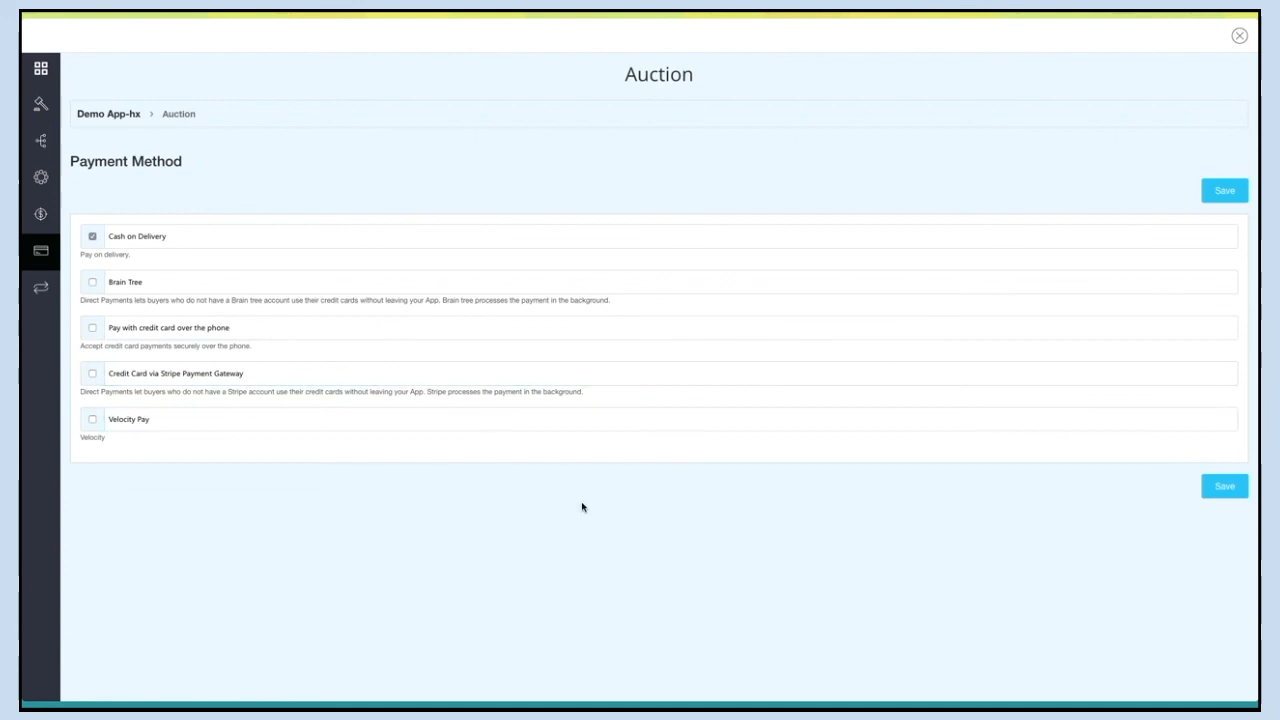 Auction
Demo App-hx › Auction
Payment Method
Save
Cash on Delivery
Pay on delivery.
Brain Tree
Direct Payments lets buyers who do not have a Brain tree account use their credit cards without leaving your App. Brain tree processes the payment in the background.
Pay with credit card over the phone
Accept credit card payments securely over the phone.
Credit Card via Stripe Payment Gateway
Direct Payments let buyers who do not have a Stripe account use their credit cards without leaving your App. Stripe processes the payment in the background.
Velocity Pay
Velocity
Save